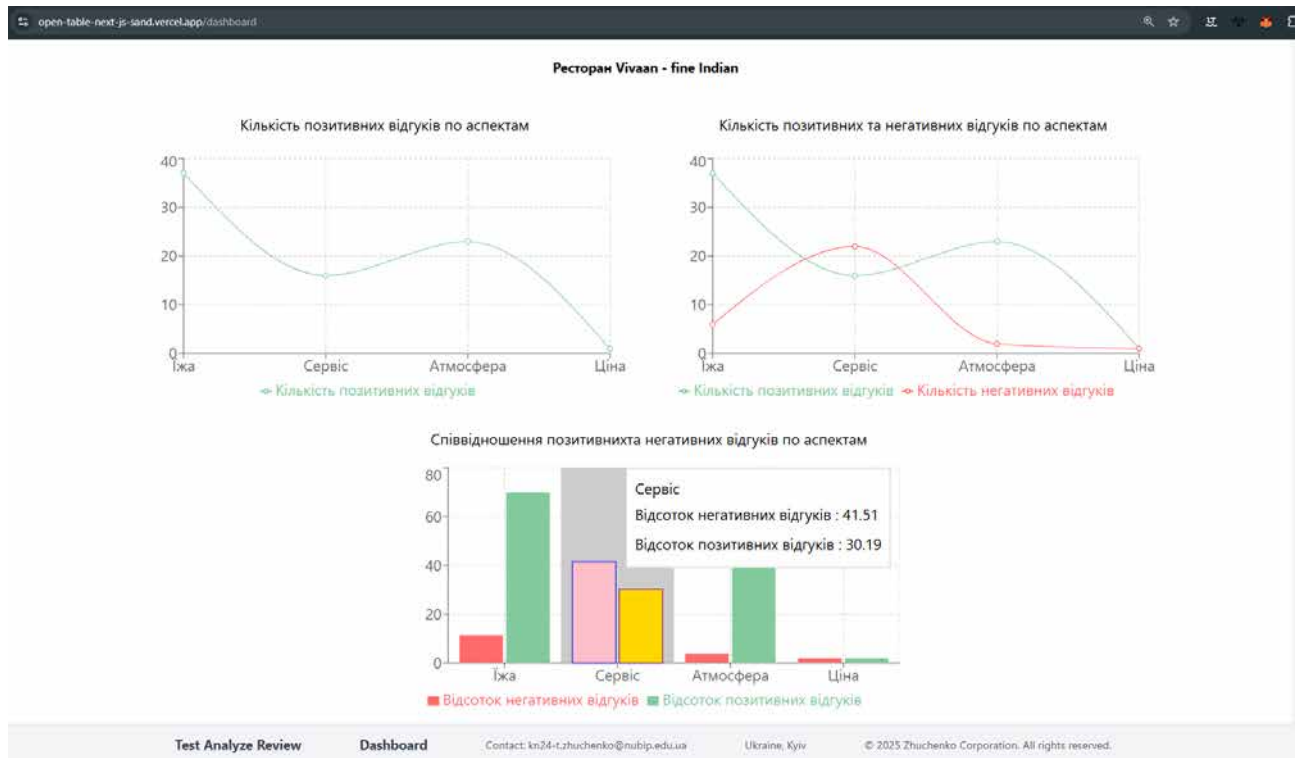 open-table-next-js-sand.vercel.app/dashboard
Ресторан Vivaan - fine Indian
Кількість позитивних відгуків по аспектам
40
30
20
10
0
Їжа Сервіс Атмосфера Ціна
Кількість позитивних відгуків
Кількість позитивних та негативних відгуків по аспектам
40
30
20
10
0
Їжа Сервіс Атмосфера Ціна
Кількість позитивних відгуків Кількість негативних відгуків
Співвідношення позитивнихта негативних відгуків по аспектам
80
60
40
20
0
Сервіс
Відсоток негативних відгуків : 41.51
Відсоток позитивних відгуків : 30.19
Їжа Сервіс Атмосфера Ціна
Відсоток негативних відгуків Відсоток позитивних відгуків
Test Analyze Review Dashboard Contact: kn24-t.zhuchenko@nubip.edu.ua Ukraine, Kyiv © 2025 Zhuchenko Corporation. All rights reserved.